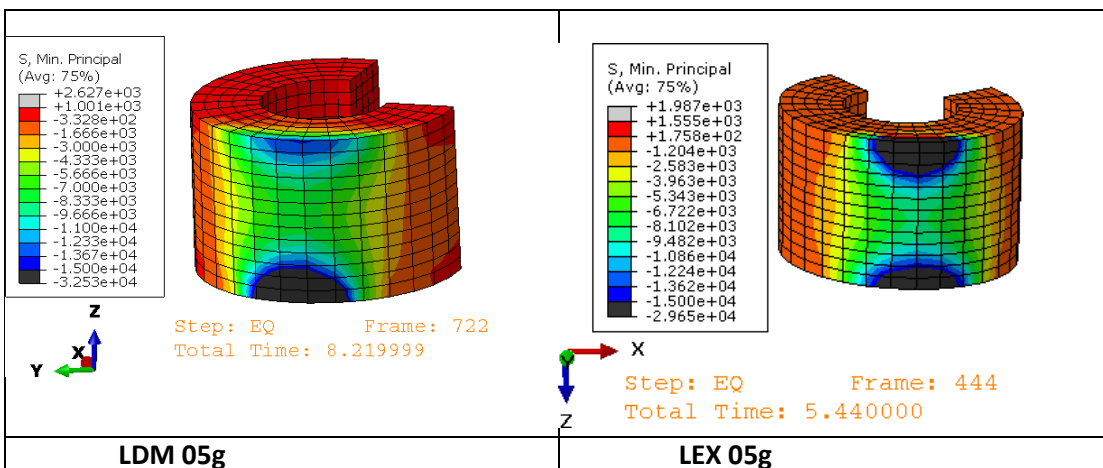 S, Min. Principal
(Avg: 75%)
+2.627e+03
+1.001e+03
-3.328e+02
-1.666e+03
-3.000e+03
-4.333e+03
-5.666e+03
-7.000e+03
-8.333e+03
-9.666e+03
-1.100e+04
-1.233e+04
-1.367e+04
-1.500e+04
-3.253e+04
Z
X
Y
Step: EQ Frame: 722
Total Time: 8.219999
LDM 05g
S, Min. Principal
(Avg: 75%)
+1.987e+03
+1.555e+03
+1.758e+02
-1.204e+03
-2.583e+03
-3.963e+03
-5.343e+03
-6.722e+03
-8.102e+03
-9.482e+03
-1.086e+04
-1.224e+04
-1.362e+04
-1.500e+04
-2.965e+04
Y X
Z
Step: EQ Frame: 444
Total Time: 5.440000
LEX 05g